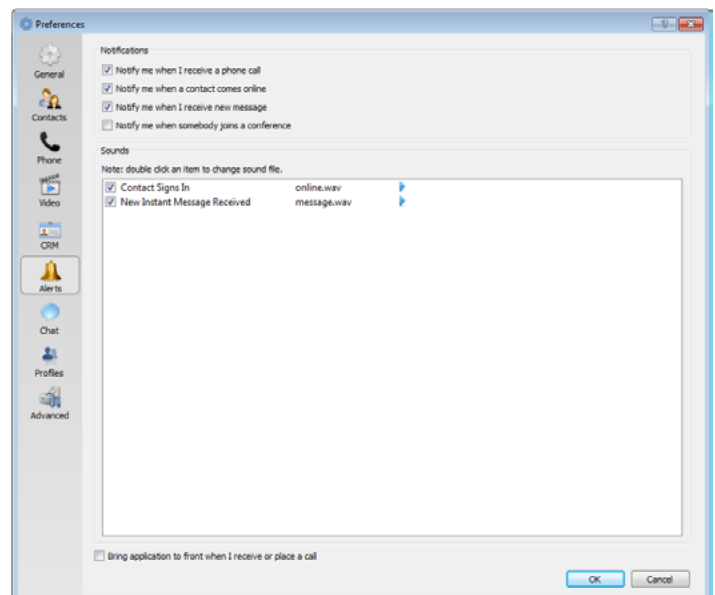 Preferences
General
Contacts
Phone
Video
CRM
Alerts
Chat
Profiles
Advanced
Notifications
Notify me when I receive a phone call
Notify me when a contact comes online
Notify me when I receive new message
Notify me when somebody joins a conference
Sounds
Note: double click an item to change sound file.
Contact Signs In online.wav
New Instant Message Received message.wav
Bring application to front when I receive or place a call
OK Cancel